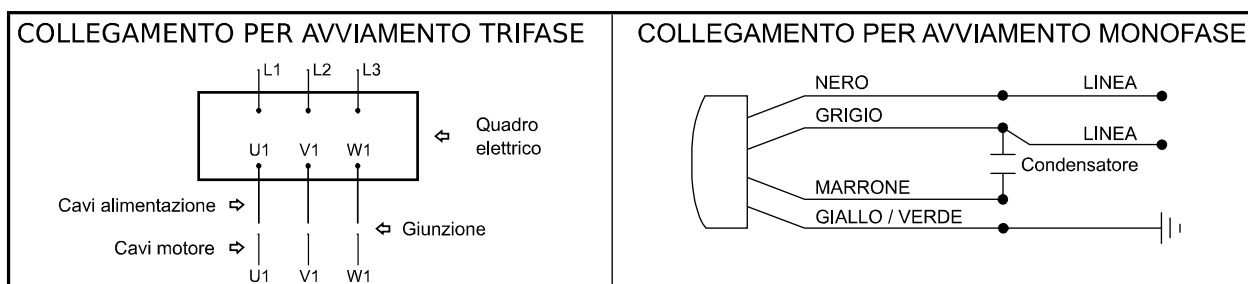 COLLEGAMENTO PER AVVIAMENTO TRIFASE
L1 L2 L3
U1 V1 W1
Quadro
elettrico
Cavi alimentazione
Giunzione
Cavi motore
U1 V1 W1
COLLEGAMENTO PER AVVIAMENTO MONOFASE
NERO LINEA
GRIGIO
LINEA
Condensatore
MARRONE
GIALLO / VERDE